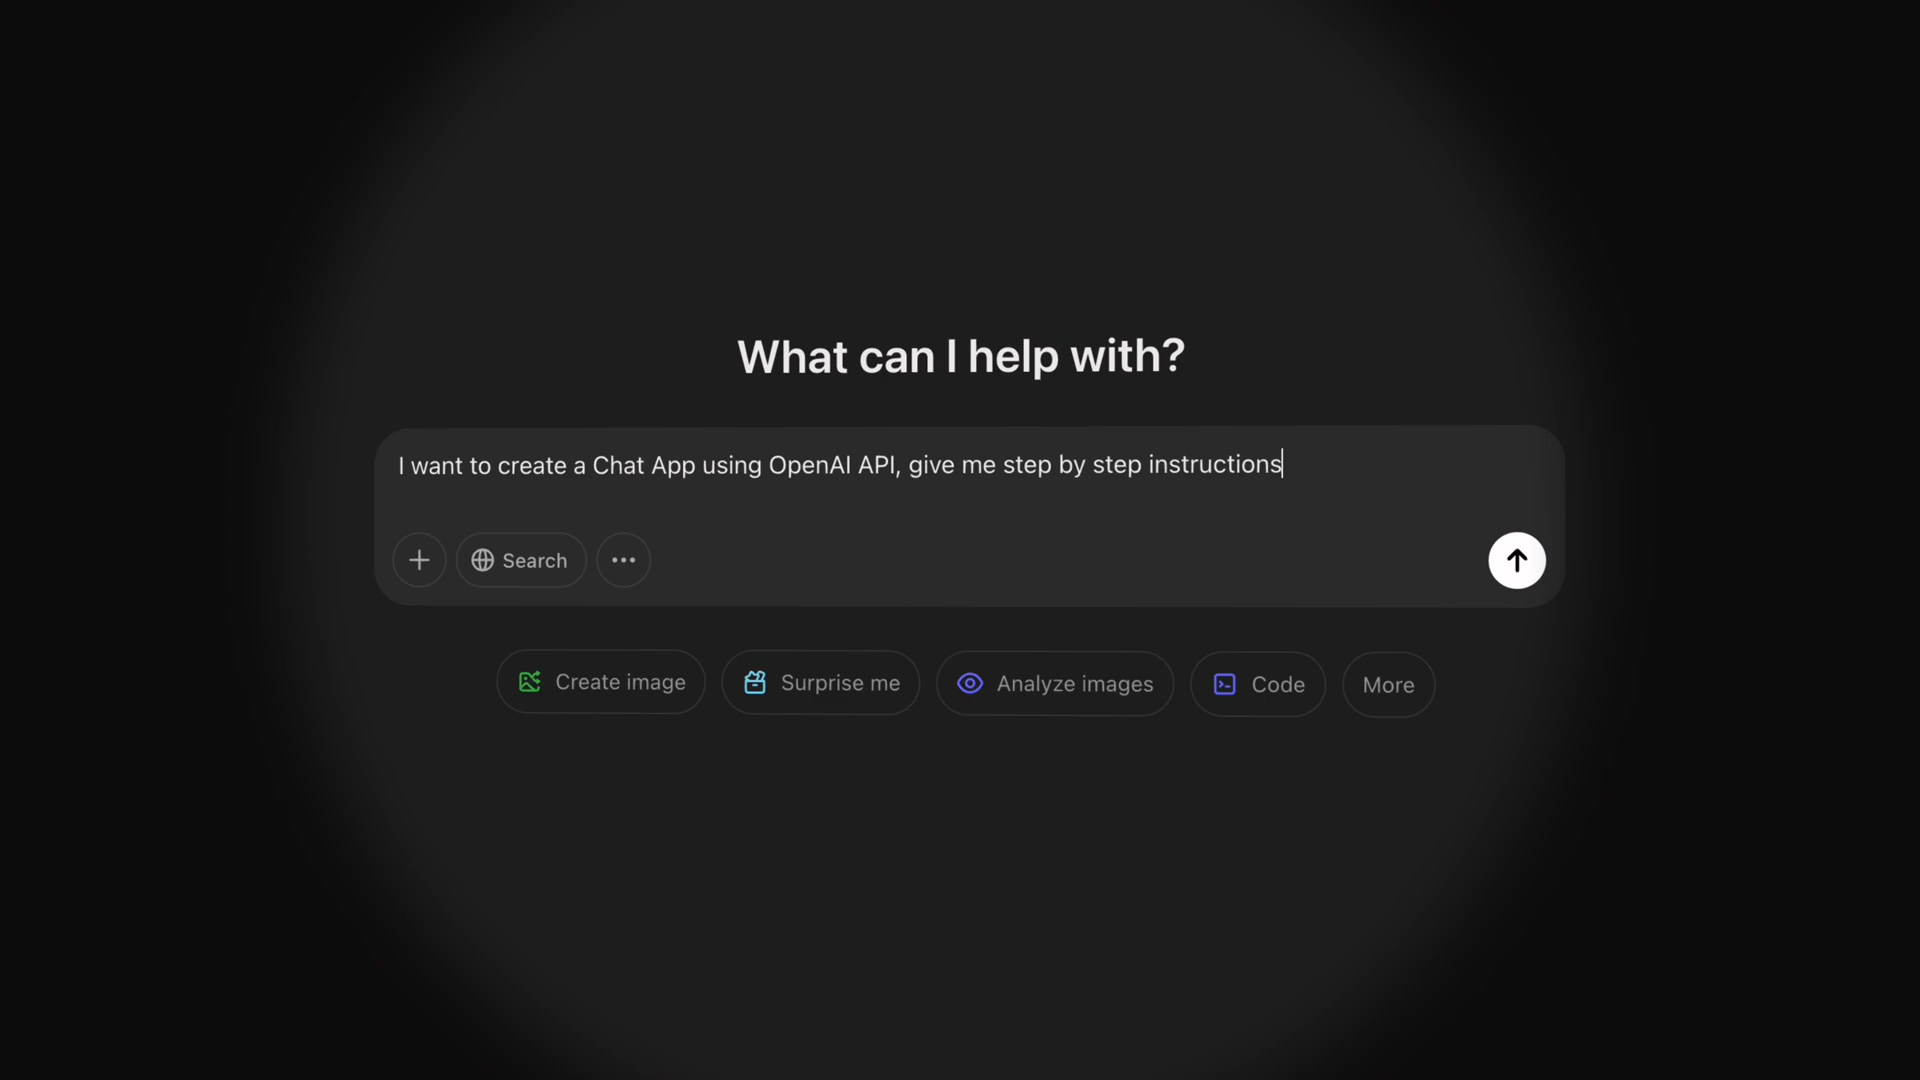 What can I help with?
I want to create a Chat App using OpenAI API, give me step by step instructions
Search
Create image
Surprise me
Analyze images
Code
More